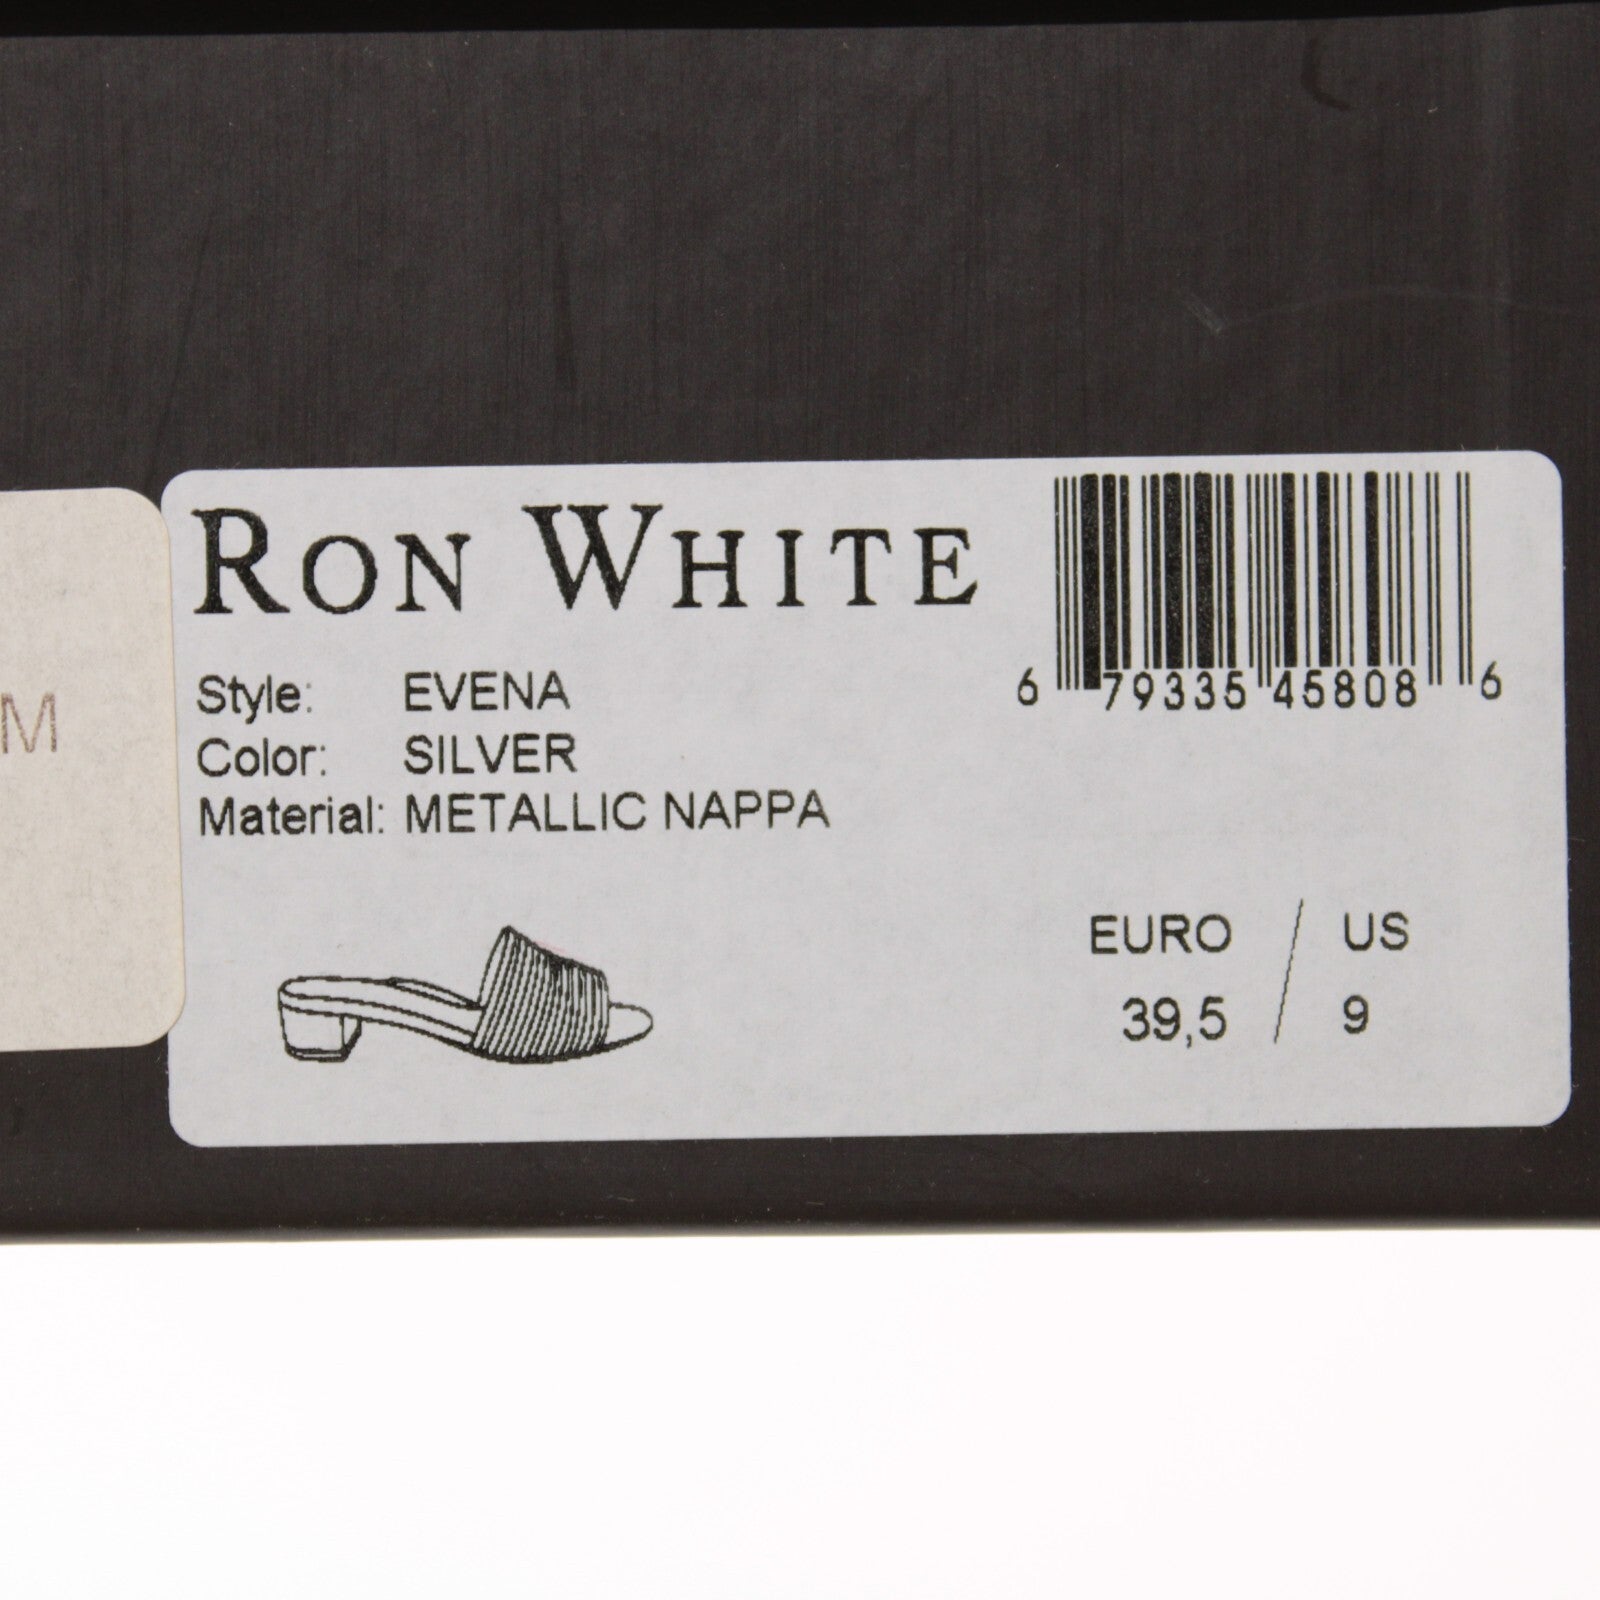 RON WHITE
Style: EVENA
Color: SILVER
Material: METALLIC NAPPA
6 79335 45808 6
EURO / US
39,5 / 9
M